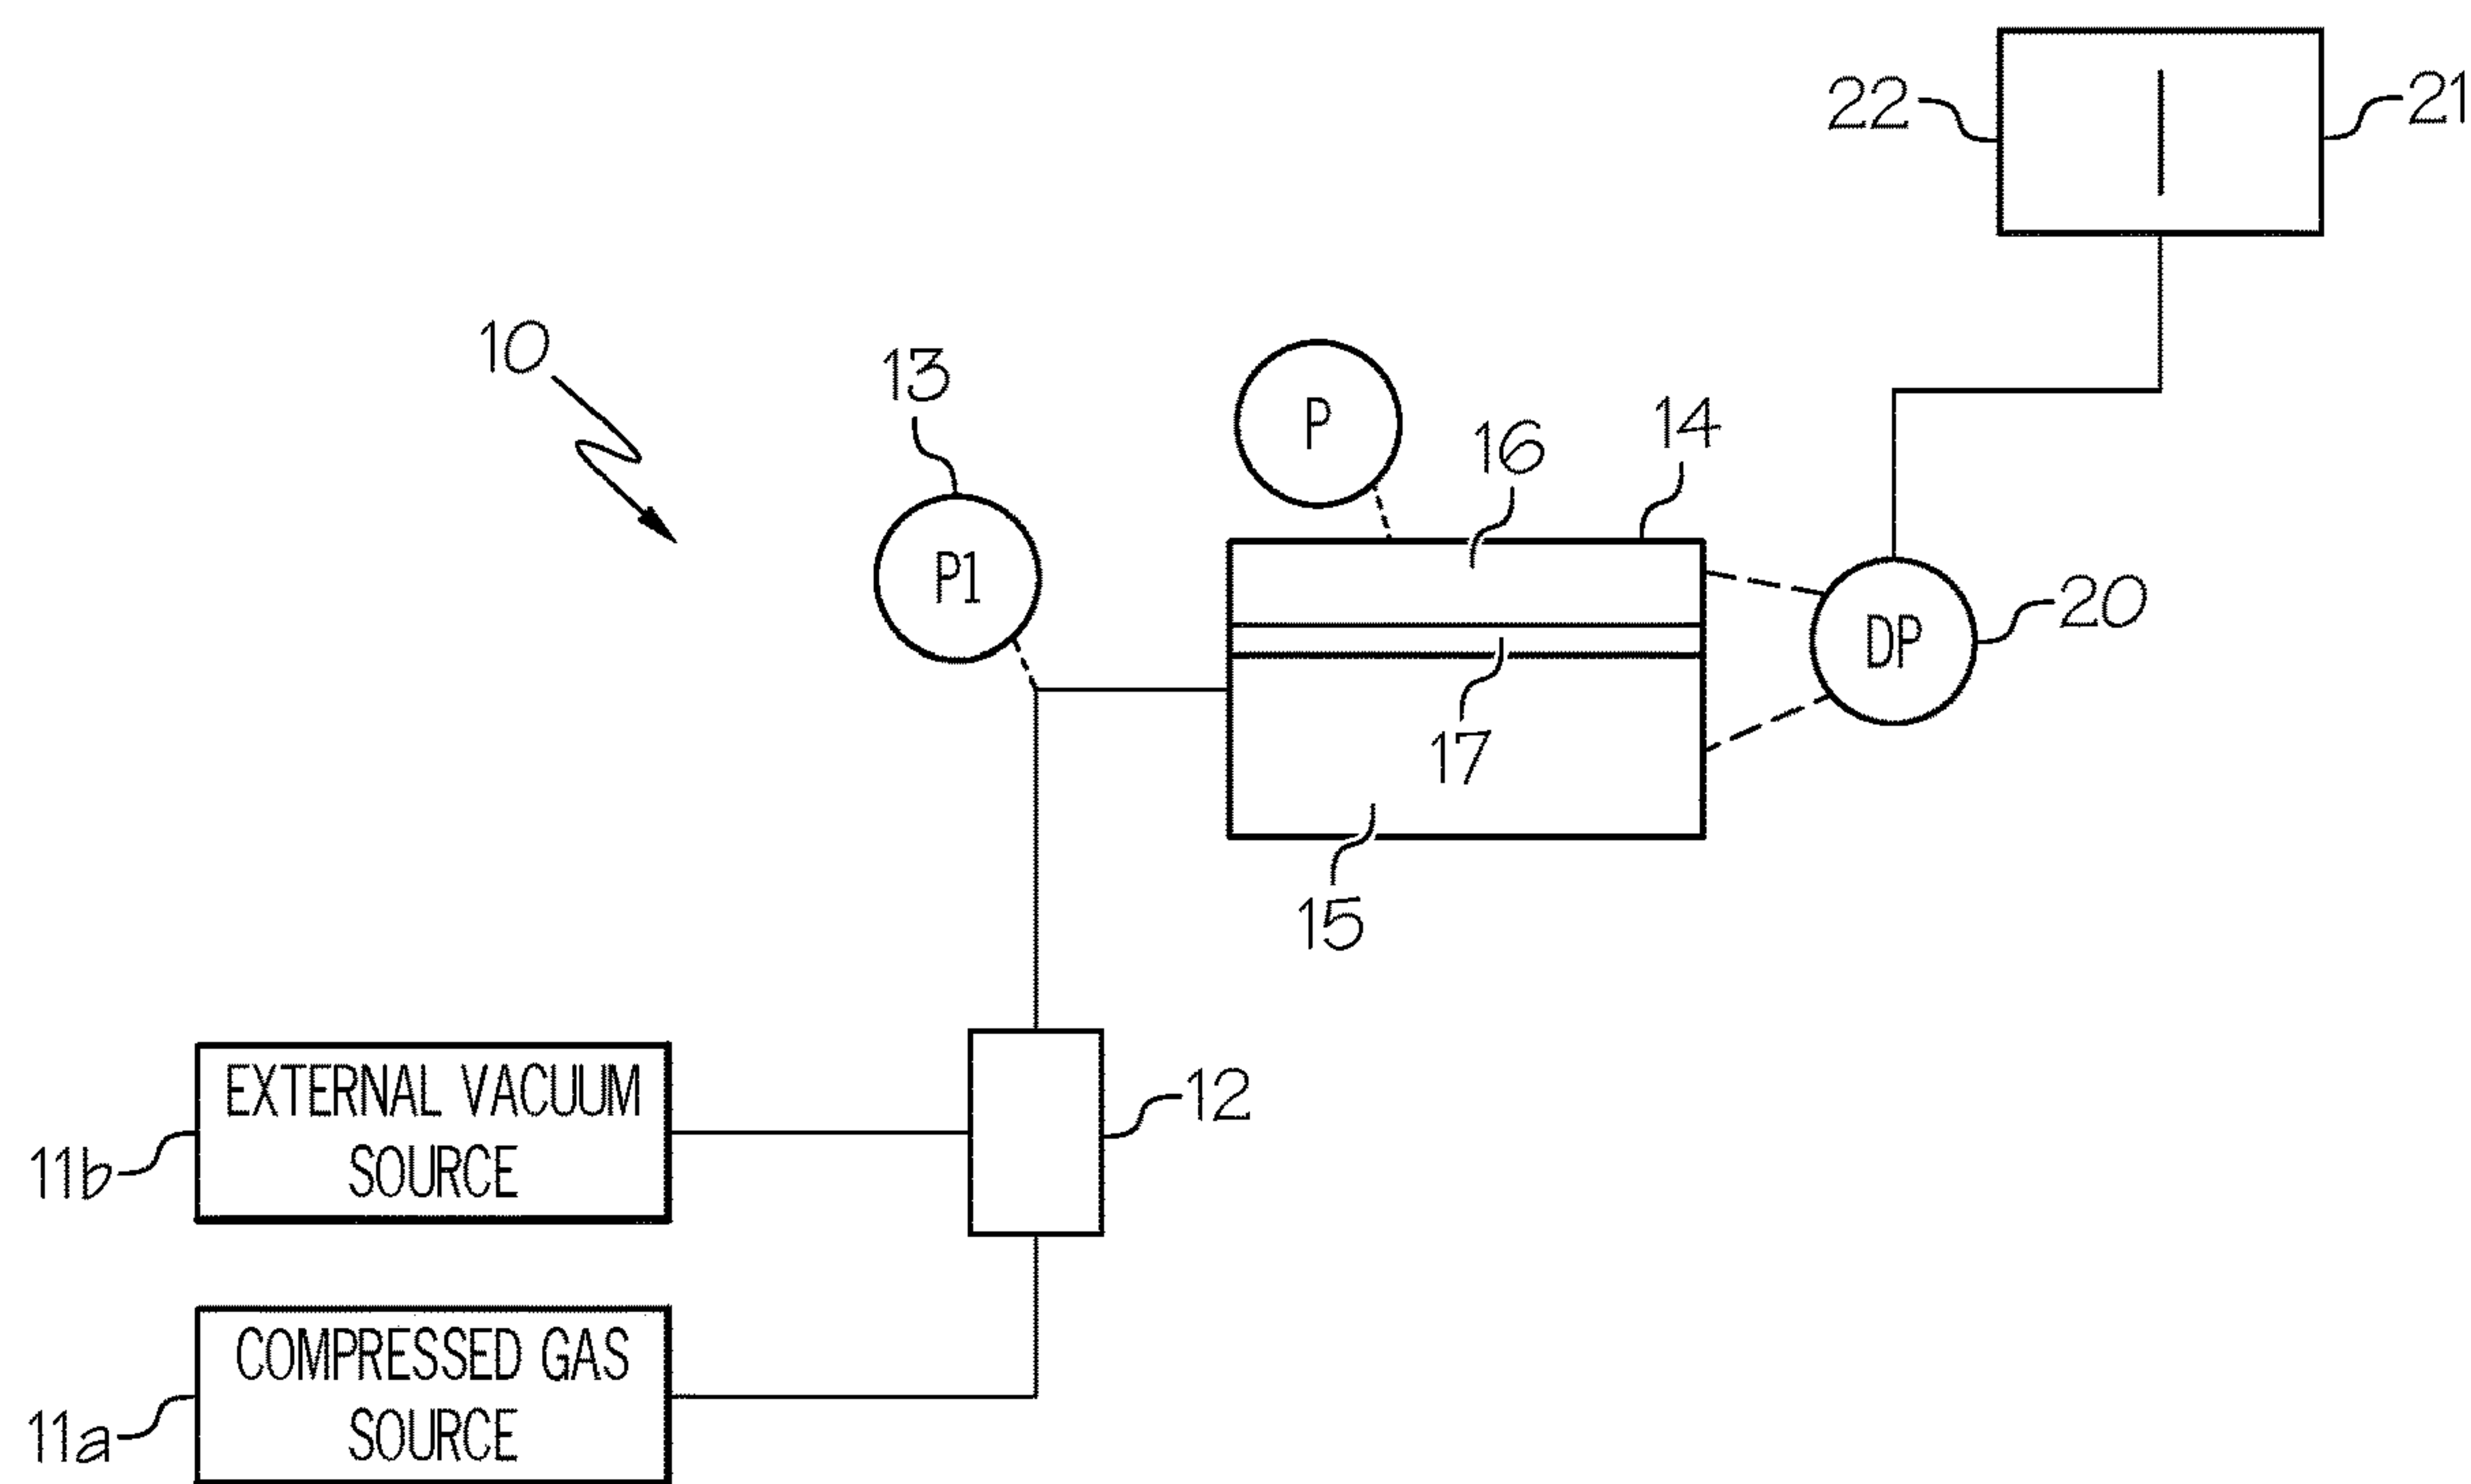 22
21
10
13
P
16
14
P1
DP
20
17
15
EXTERNAL VACUUM
SOURCE
11b
12
COMPRESSED GAS
SOURCE
11a